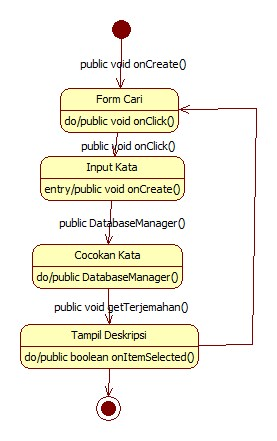 public void onCreate()
Form Cari
do/public void onClick()
public void onClick()
Input Kata
entry/public void onCreate()
public DatabaseManager()
Cocokan Kata
do/public DatabaseManager()
public void getTerjemahan()
Tampil Deskripsi
do/public boolean onItemSelected()